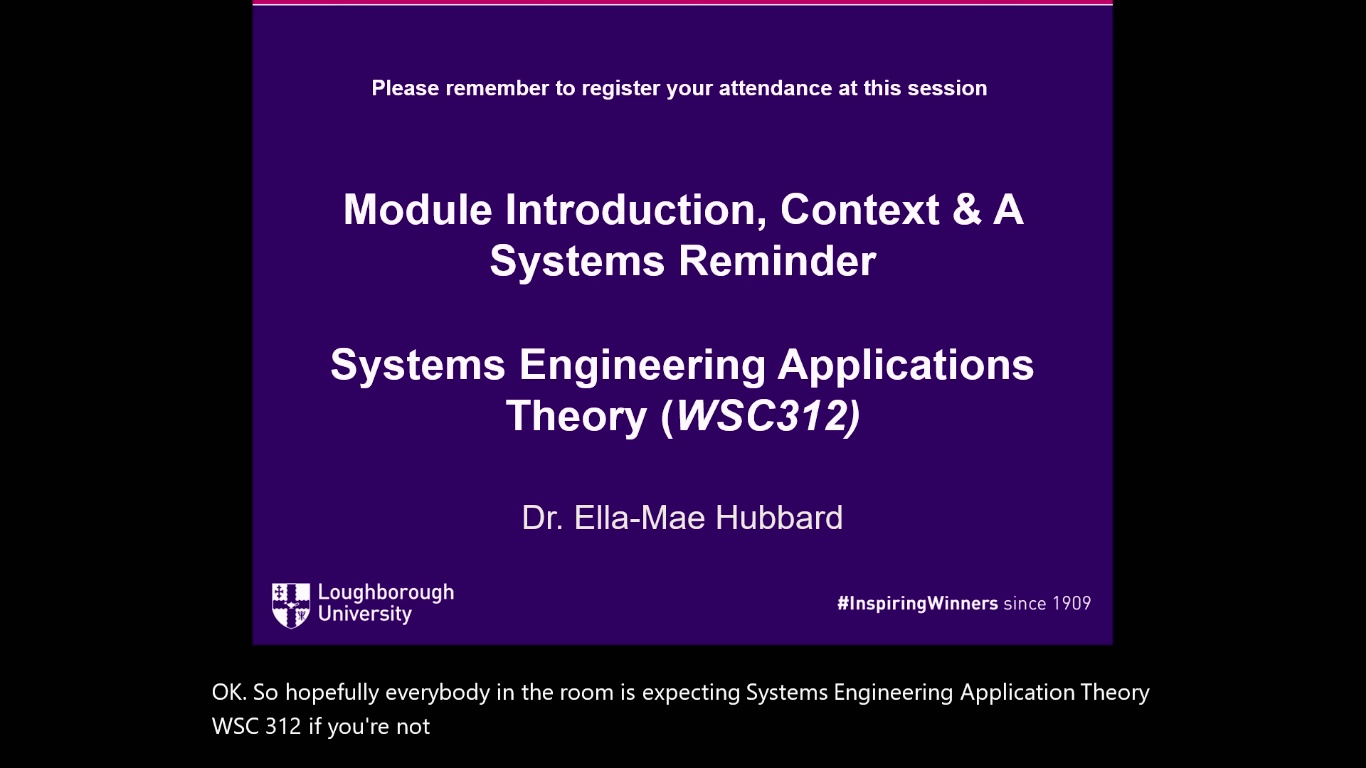 Please remember to register your attendance at this session
Module Introduction, Context & A
Systems Reminder
Systems Engineering Applications
Theory (WSC312)
Dr. Ella-Mae Hubbard
Loughborough
University
#InspiringWinners since 1909
OK. So hopefully everybody in the room is expecting Systems Engineering Application Theory
WSC 312 if you're not